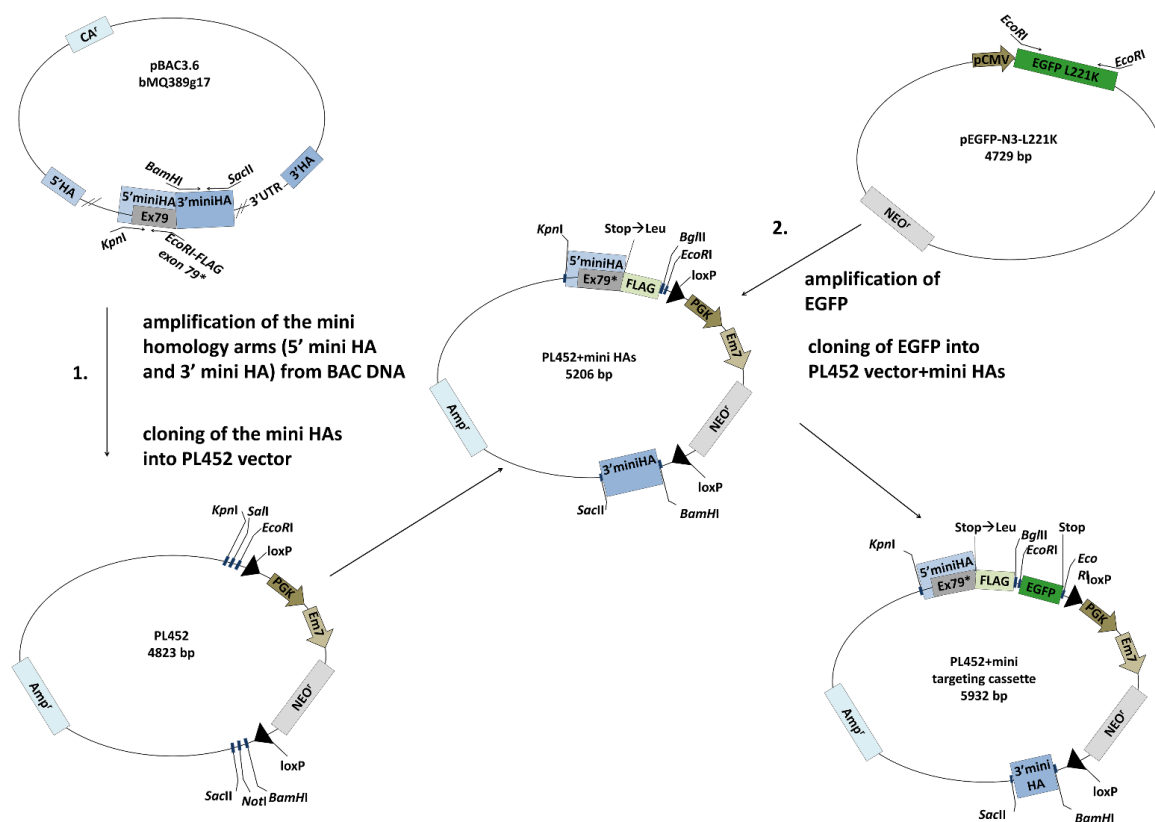 CAʳ
pBAC3.6
bMQ389g17
5'HA
BamHI
SacII
5'miniHA
3'miniHA
Ex79
3'UTR
3'HA
KpnI
EcoRI-FLAG
exon 79*
1.
amplification of the mini
homology arms (5' mini HA
and 3' mini HA) from BAC DNA
cloning of the mini HAs
into PL452 vector
KpnI
SalI
EcoRI
loxP
PGK
Em7
PL452
4823 bp
Ampʳ
NEOʳ
loxP
SacII
NotI
BamHI
KpnI
Stop→Leu
BglII
EcoRI
loxP
5'miniHA
Ex79*
FLAG
PGK
Em7
PL452+mini HAs
5206 bp
Ampʳ
NEOʳ
3'miniHA
loxP
SacII
BamHI
EcoRI
EcoRI
pCMV
EGFP L221K
pEGFP-N3-L221K
4729 bp
NEOʳ
2.
amplification of
EGFP
cloning of EGFP into
PL452 vector+mini HAs
Stop→Leu
Stop
KpnI
BglII
EcoRI
Eco
RI
loxP
5'miniHA
Ex79*
FLAG
EGFP
PGK
Em7
PL452+mini
targeting cassette
5932 bp
Ampʳ
NEOʳ
3'mini
HA
loxP
SacII
BamHI